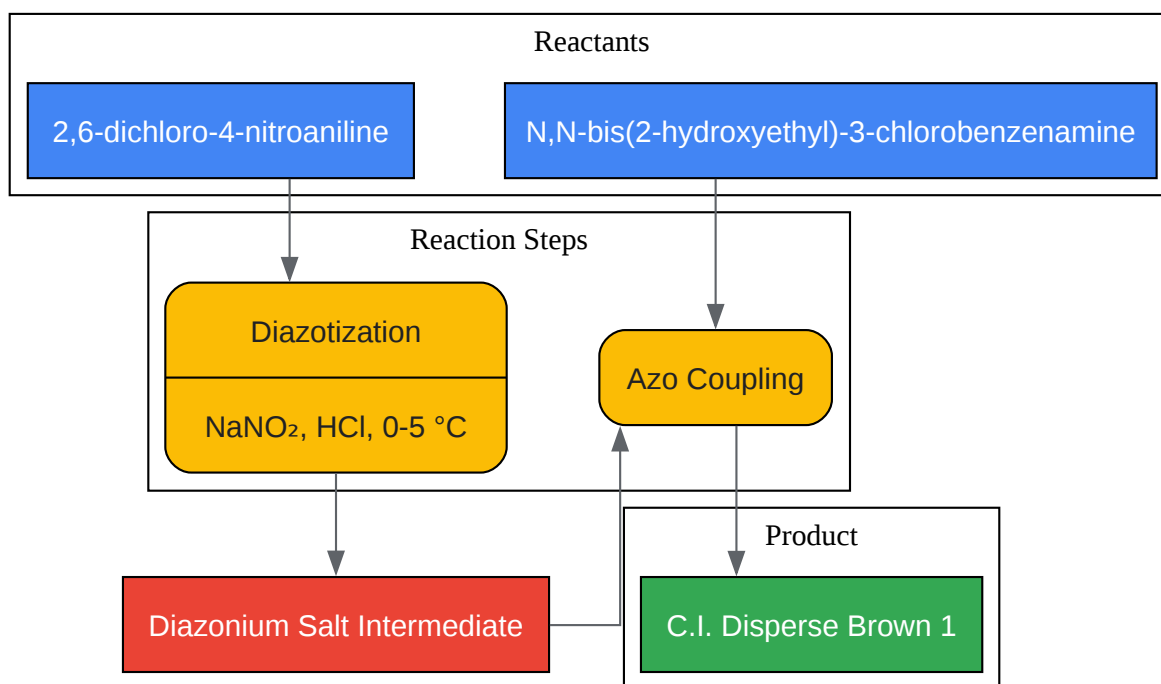 Reactants
2,6-dichloro-4-nitroaniline
N,N-bis(2-hydroxyethyl)-3-chlorobenzenamine
Reaction Steps
Diazotization
NaNO₂, HCl, 0-5 °C
Azo Coupling
Diazonium Salt Intermediate
Product
C.I. Disperse Brown 1